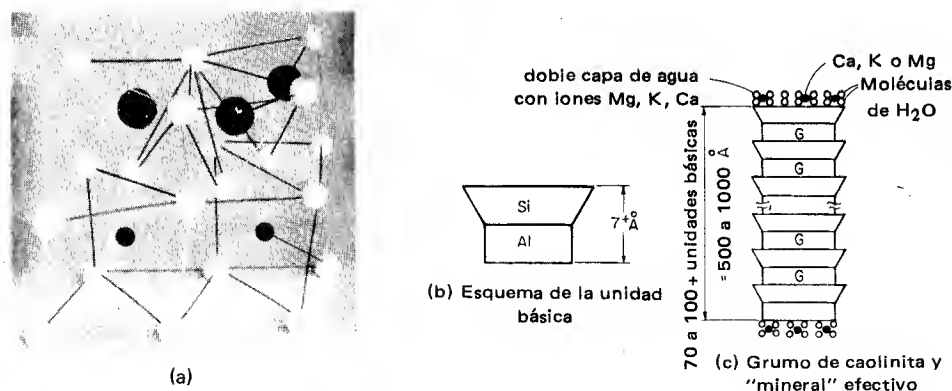 (a)
Si
Al
7⁺Å
(b) Esquema de la unidad
básica
doble capa de agua
con iones Mg, K, Ca
Ca, K o Mg
Moléculas
de H₂O
70 a 100 + unidades básicas
= 500 a 1000 Å
G
G
G
G
(c) Grumo de caolinita y
"mineral" efectivo